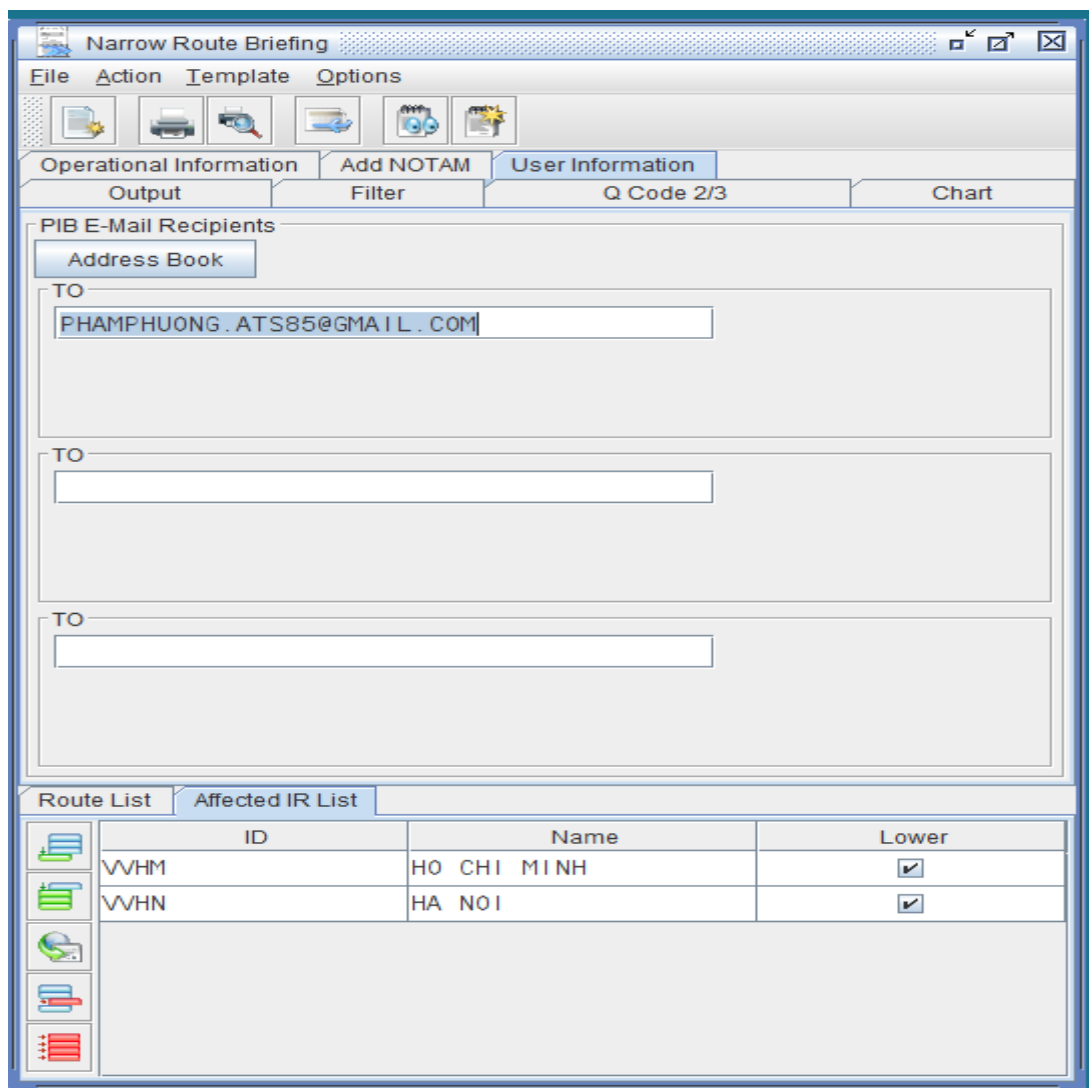 Narrow Route Briefing
File Action Template Options
Operational Information Add NOTAM User Information
Output Filter Q Code 2/3 Chart
PIB E-Mail Recipients
Address Book
TO
PHAMPHUONG.ATS85@GMAIL.COM
TO
TO
Route List Affected IR List
ID Name Lower
VVHM HO CHI MINH
VVHN HA NOI